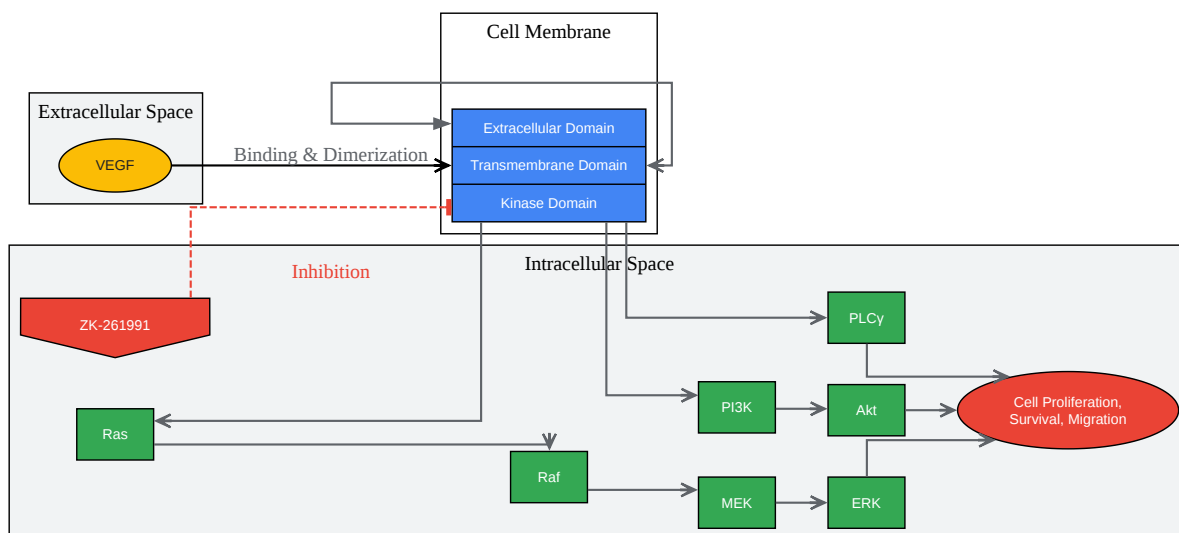 Cell Membrane
Extracellular Space
Extracellular Domain
VEGF
Binding & Dimerization
Transmembrane Domain
Kinase Domain
Inhibition
Intracellular Space
ZK-261991
PLCγ
Ras
PI3K
Akt
Cell Proliferation,
Survival, Migration
Raf
MEK
ERK